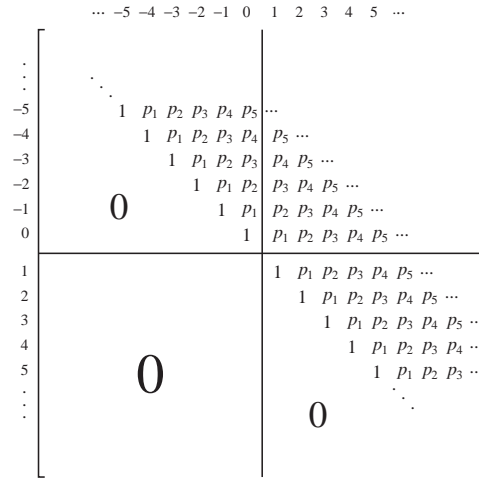 ··· −5 −4 −3 −2 −1 0 1 2 3 4 5 ···
−5 1 p₁ p₂ p₃ p₄ p₅ ···
−4 1 p₁ p₂ p₃ p₄ p₅ ···
−3 1 p₁ p₂ p₃ p₄ p₅ ···
−2 1 p₁ p₂ p₃ p₄ p₅ ···
−1 0 1 p₁ p₂ p₃ p₄ p₅ ···
0 1 p₁ p₂ p₃ p₄ p₅ ···
1 1 p₁ p₂ p₃ p₄ p₅ ···
2 1 p₁ p₂ p₃ p₄ p₅ ···
3 1 p₁ p₂ p₃ p₄ p₅ ···
4 1 p₁ p₂ p₃ p₄ ···
5 0 1 p₁ p₂ p₃ ···
0